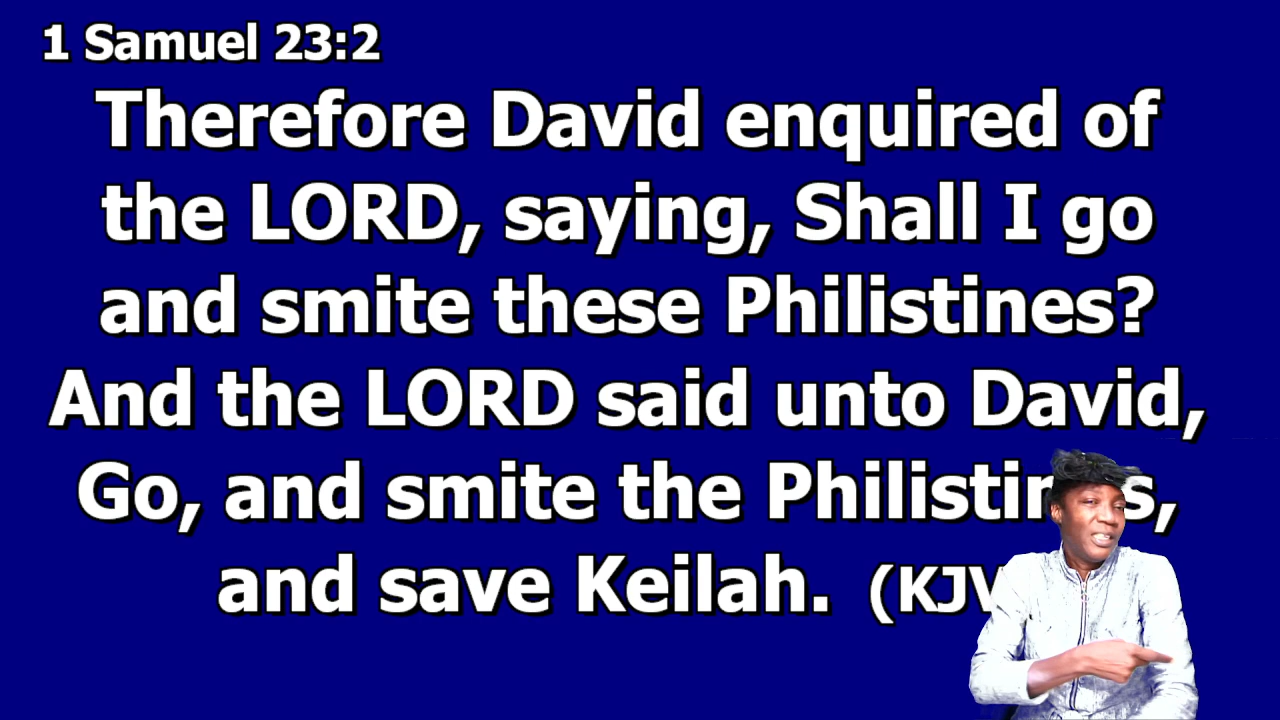 1 Samuel 23:2
Therefore David enquired of
the LORD, saying, Shall I go
and smite these Philistines?
And the LORD said unto David,
Go, and smite the
and save Keilah. (KJV